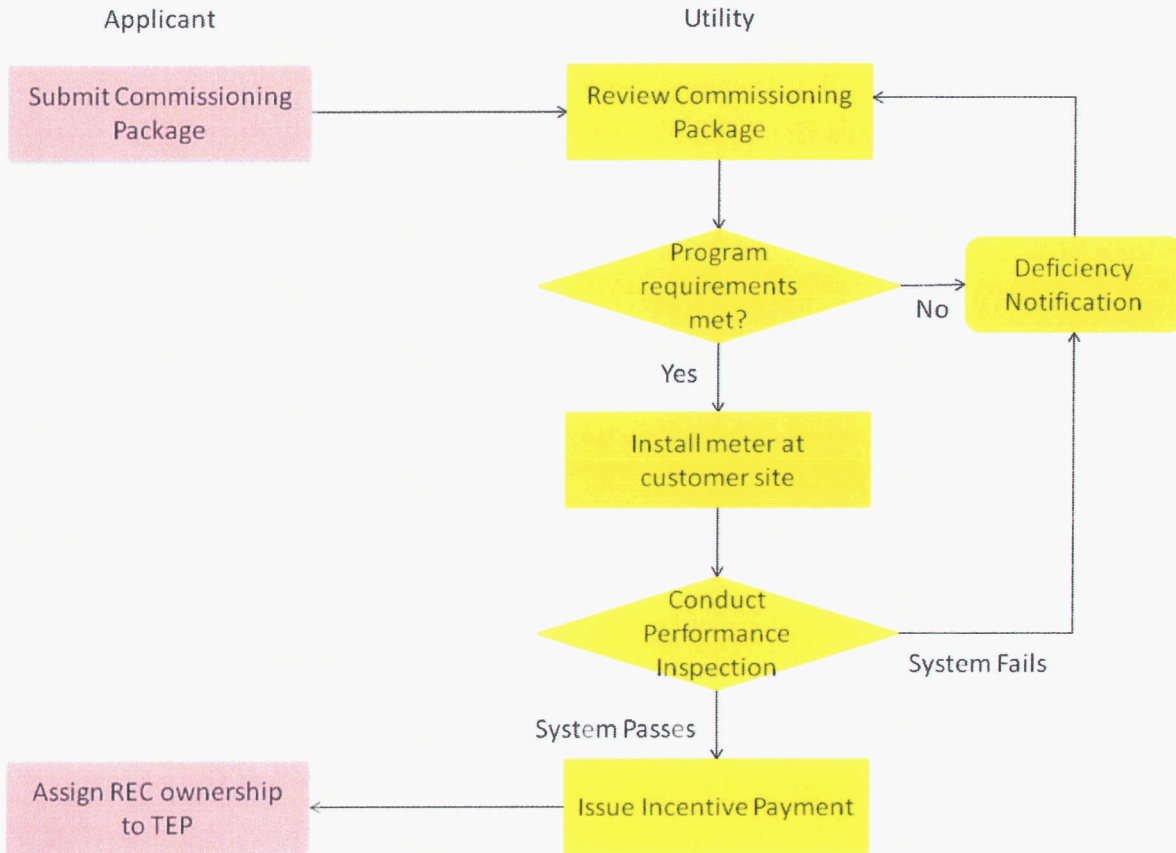 Applicant
Utility
Submit Commissioning
Package
Review Commissioning
Package
Program
requirements
met?
No
Deficiency
Notification
Yes
Install meter at
customer site
Conduct
Performance
Inspection
System Fails
System Passes
Issue Incentive Payment
Assign REC ownership
to TEP